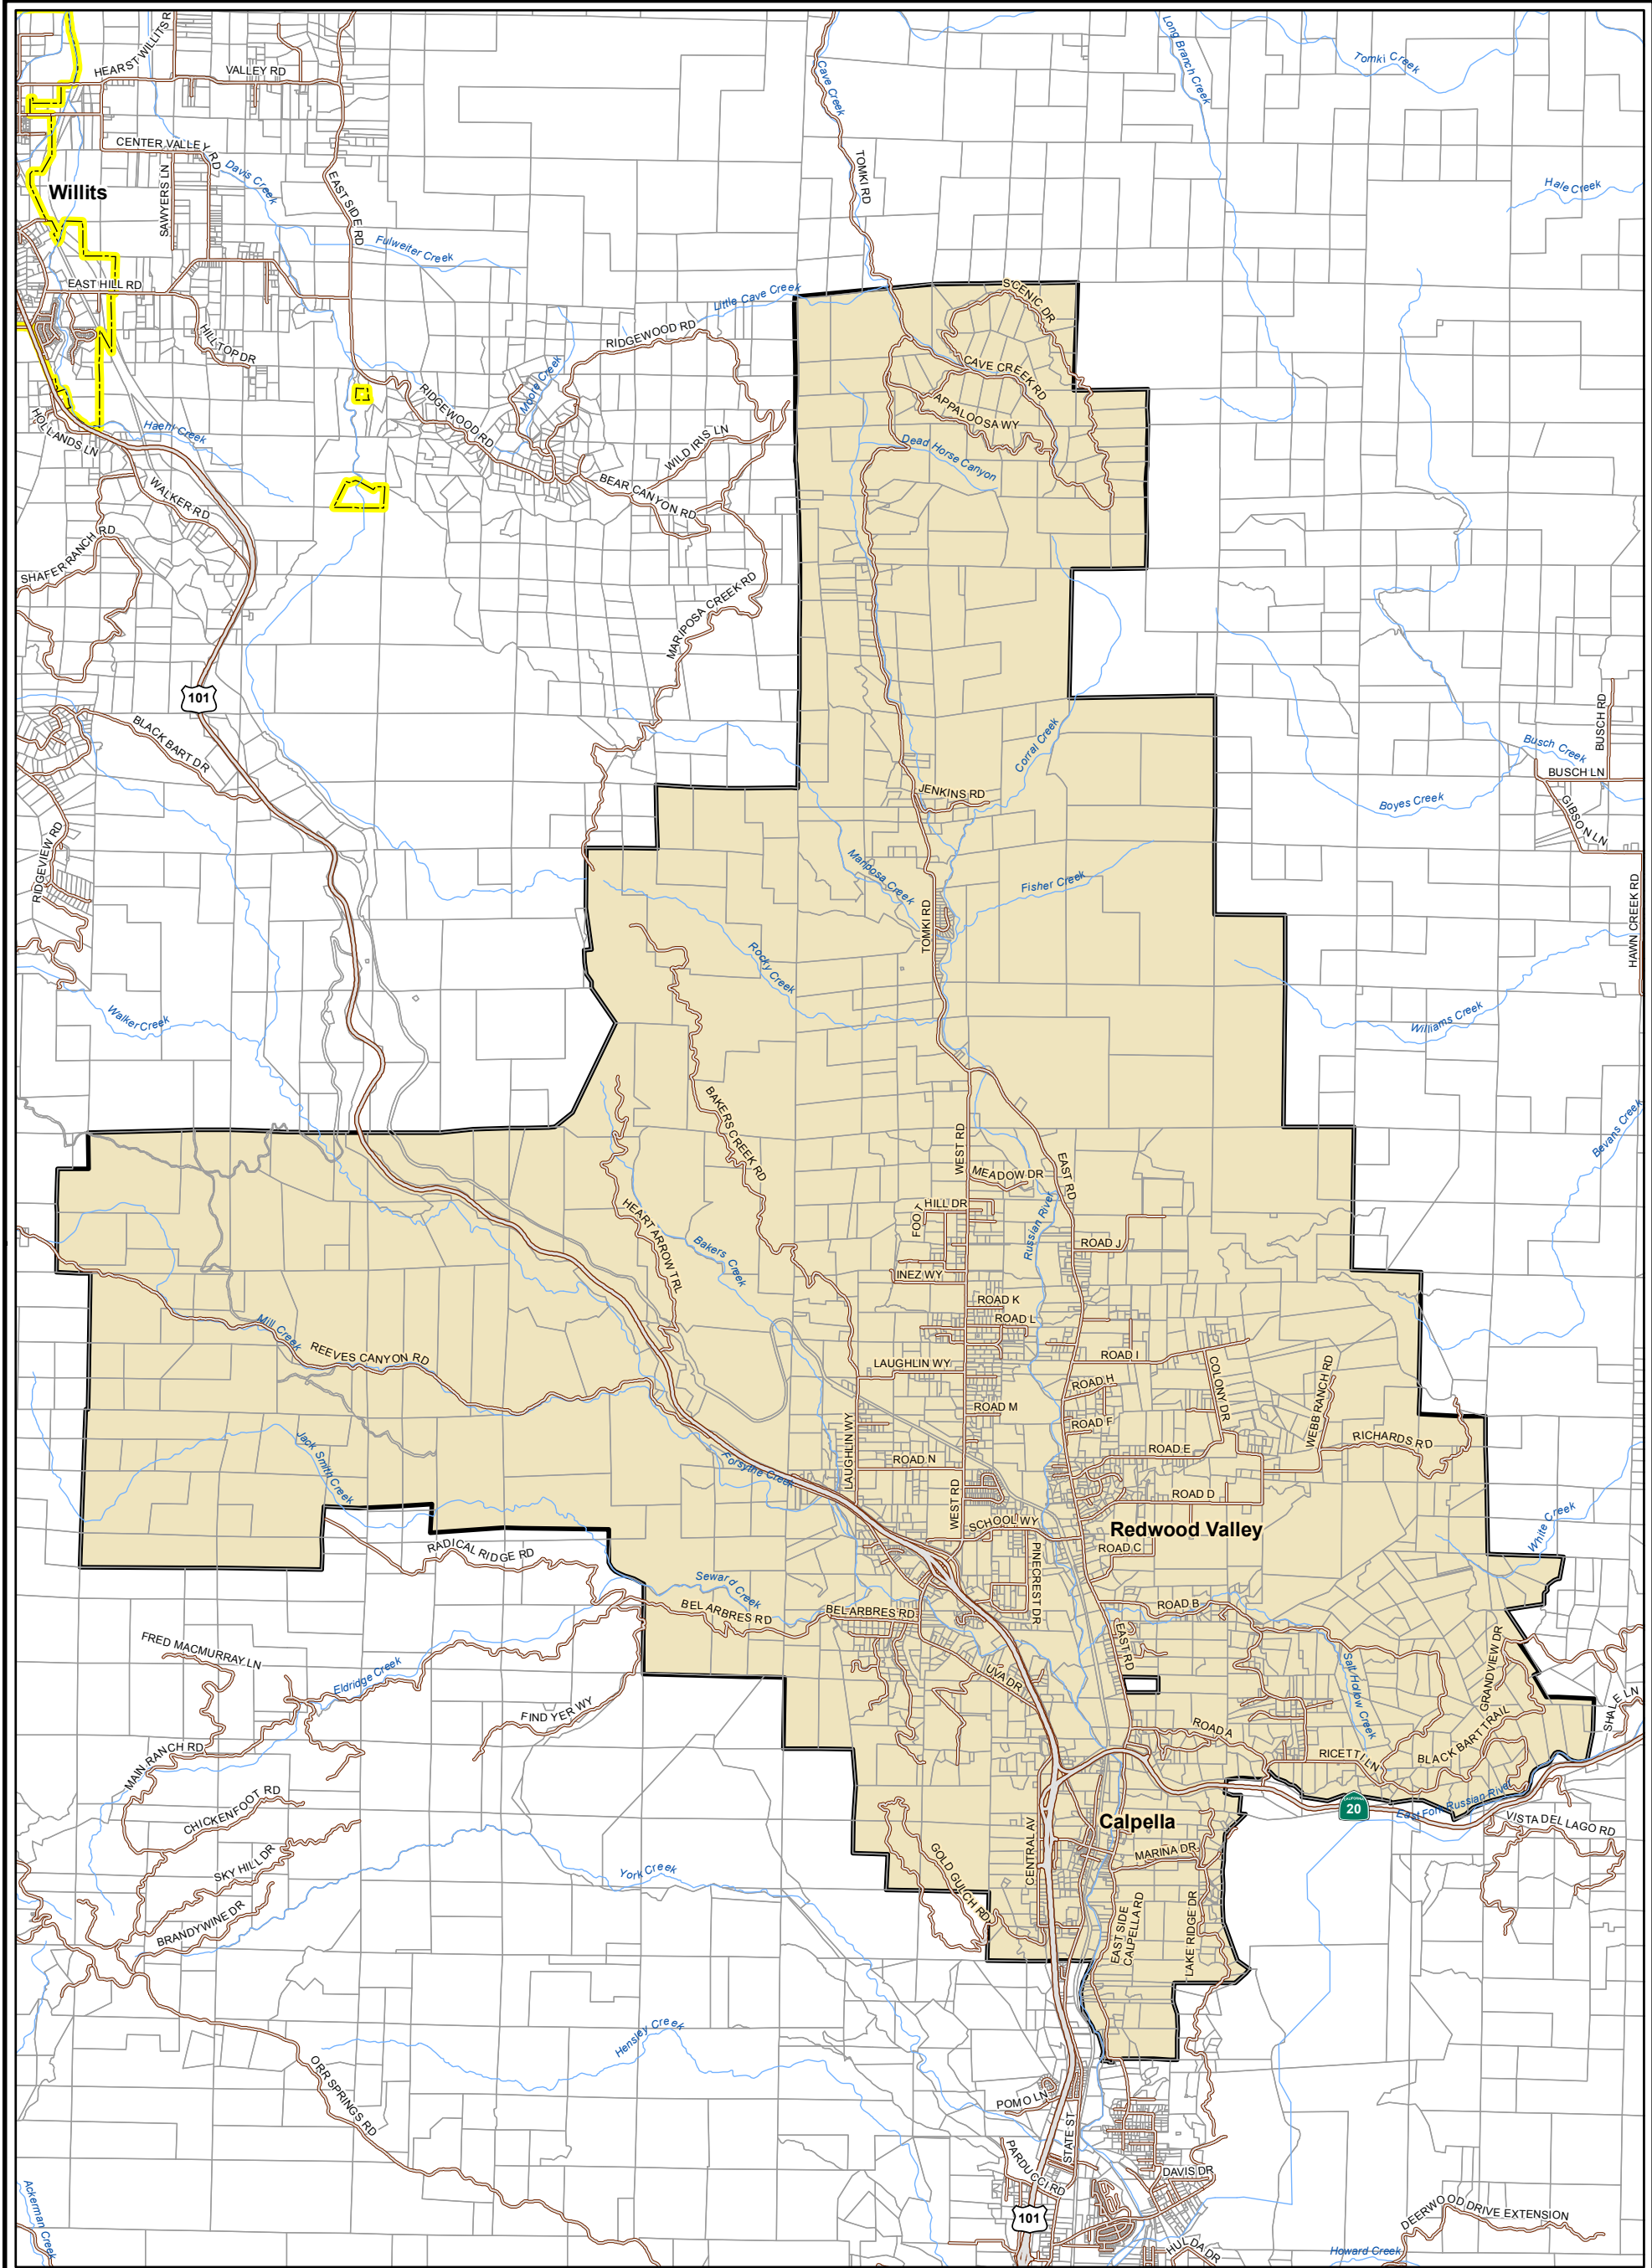 HEARST-WILLITS R
VALLEY RD
Cave Creek
Long Branch Creek
Tomki Creek
CENTER VALLEY RD
Davis Creek
Willits
SAWYERS LN
EAST SIDE RD
TOMKI RD
Hale Creek
Fulweiter Creek
EAST HILL RD
Little Cave Creek
SCENIC DR
HILLTOP DR
RIDGEWOOD RD
Moore Creek
CAVE CREEK RD
RIDGEWOOD RD
APPALOOSA WY
HOLLANDS LN
Haehl Creek
WILD IRIS LN
Dead Horse Canyon
WALKER RD
BEAR CANYON RD
SHAFER RANCH RD
MARIPOSA CREEK RD
101
BLACK BART DR
Corral Creek
BUSCH RD
Busch Creek
BUSCH LN
JENKINS RD
Boyes Creek
GIBSON LN
RIDGEVIEW RD
Mariposa Creek
Fisher Creek
TOMKI RD
HAWN CREEK RD
Rocky Creek
Walker Creek
Williams Creek
BAKERS CREEK RD
Bevans Creek
WEST RD
MEADOW DR
EAST RD
HEART ARROW TRL
FOOT HILL DR
Russian River
Bakers Creek
ROAD J
INEZ WY
ROAD K
Mill Creek
ROAD L
REEVES CANYON RD
LAUGHLIN WY
ROAD I
COLONY DR
WEBB RANCH RD
ROAD H
ROAD M
ROAD F
LAUGHLIN WY
RICHARDS RD
Jack Smith Creek
ROAD E
Forsythe Creek
ROAD N
WEST RD
ROAD D
SCHOOL WY
Redwood Valley
White Creek
RADICAL RIDGE RD
PINECREST DR
ROAD C
Seward Creek
BEL ARBRES RD
BEL ARBRES RD
ROAD B
FRED MACMURRAY LN
EAST RD
GRANDVIEW DR
Eldridge Creek
UVA DR
Salt Hollow Creek
FIND YER WY
SHALE LN
ROAD A
MAIN RANCH RD
RICETTI LN
BLACK BART TRAIL
CHICKENFOOT RD
CALIFORNIA
20
East Fork Russian River
Calpella
VISTA DEL LAGO RD
SKY HILL DR
CENTRAL AV
GOLD GULCH RD
MARINA DR
York Creek
BRANDYWINE DR
EAST SIDE
CALPELLA RD
LAKE RIDGE DR
Hensley Creek
ORR SPRINGS RD
POMO LN
STATE ST
PARDUCCI RD
DAVIS DR
Ackerman Creek
101
DEERWOOD DRIVE EXTENSION
HULDA DR
Howard Creek